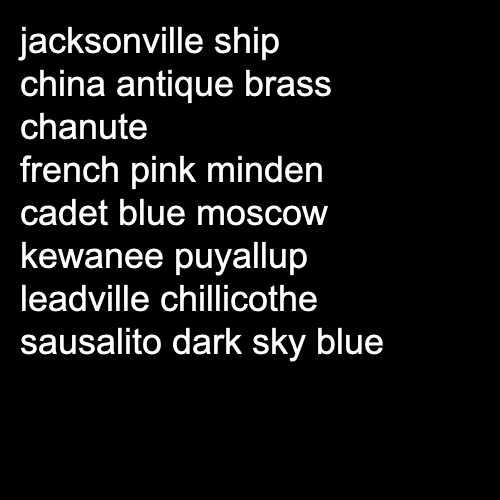 jacksonville ship
china antique brass
chanute
french pink minden
cadet blue moscow
kewanee puyallup
leadville chillicothe
sausalito dark sky blue